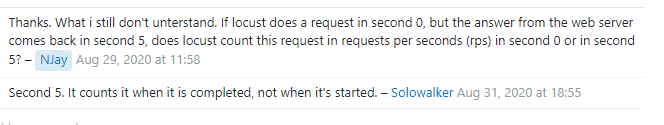 Thanks. What i still don't unterstand. If locust does a request in second 0, but the answer from the web server
comes back in second 5, does locust count this request in requests per seconds (rps) in second 0 or in second
5? – NJay Aug 29, 2020 at 11:58
Second 5. It counts it when it is completed, not when it's started. – Solowalker Aug 31, 2020 at 18:55